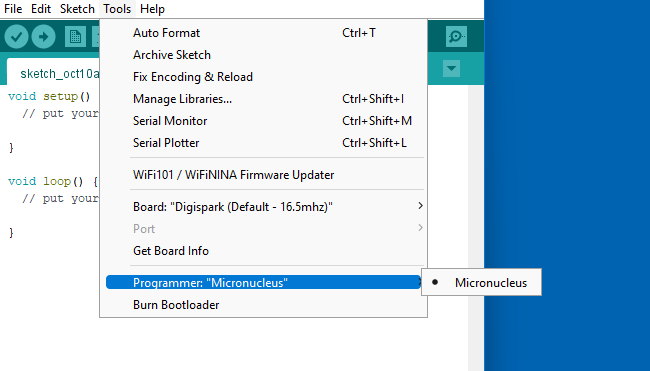 File Edit Sketch Tools Help
sketch_oct10a
void setup()
// put your
}
void loop() {
// put your
}
Auto Format Ctrl+T
Archive Sketch
Fix Encoding & Reload
Manage Libraries... Ctrl+Shift+I
Serial Monitor Ctrl+Shift+M
Serial Plotter Ctrl+Shift+L
WiFi101 / WiFiNINA Firmware Updater
Board: "Digispark (Default - 16.5mhz)"
Port
Get Board Info
Programmer: "Micronucleus"
Micronucleus
Burn Bootloader